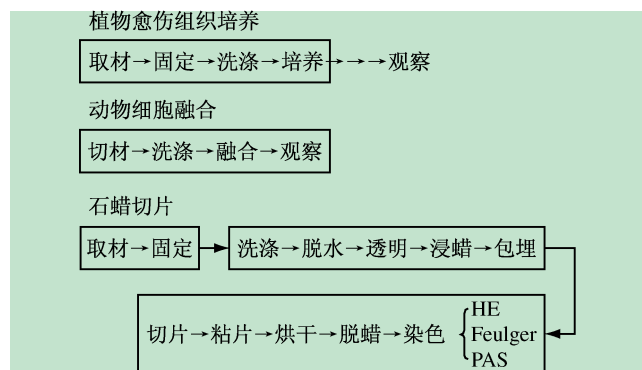 植物愈伤组织培养
取材→固定→洗涤→培养→→→观察
动物细胞融合
切材→洗涤→融合→观察
石蜡切片
取材→固定→洗涤→脱水→透明→浸蜡→包埋
切片→粘片→烘干→脱蜡→染色
HE
Feulger
PAS